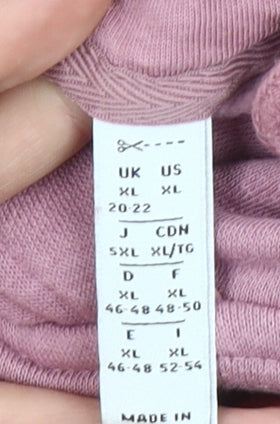 UK US
XL XL
20-22
J CDN
5XL XL/TG
D F
XL XL
46-48 48-50
E I
XL XL
46-48 52-54
MADE IN